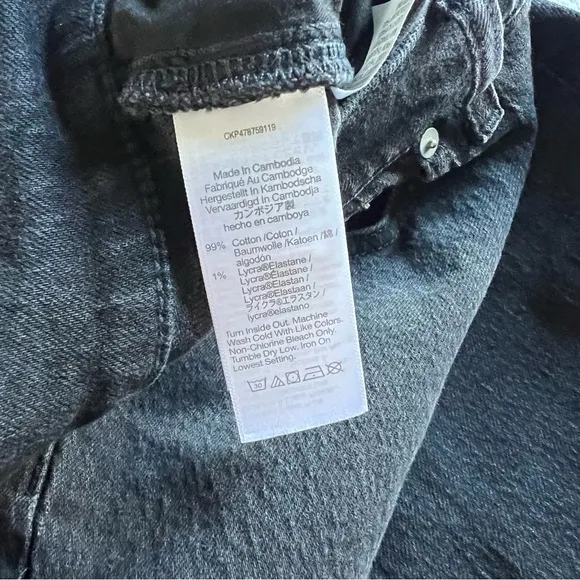 CKP478759119
Made In Cambodia
Fabriqué Au Cambodge
Hergestellt In Kambodscha
Vervaardigd in Cambodja
カンボジア製
hecho en camboya
99% Cotton /Coton /
Baumwolle /Katoen /綿 /
algodón
1% Lycra®Elastane /
Lycra®Élastane /
Lycra®Elastan /
Lycra®Elastaan /
ライクラ®エラスタン /
lycra®elastano
Turn Inside Out. Machine
Wash Cold With Like Colors.
Non-Chlorine Bleach Only.
Tumble Dry Low. Iron On
Lowest Setting.
30